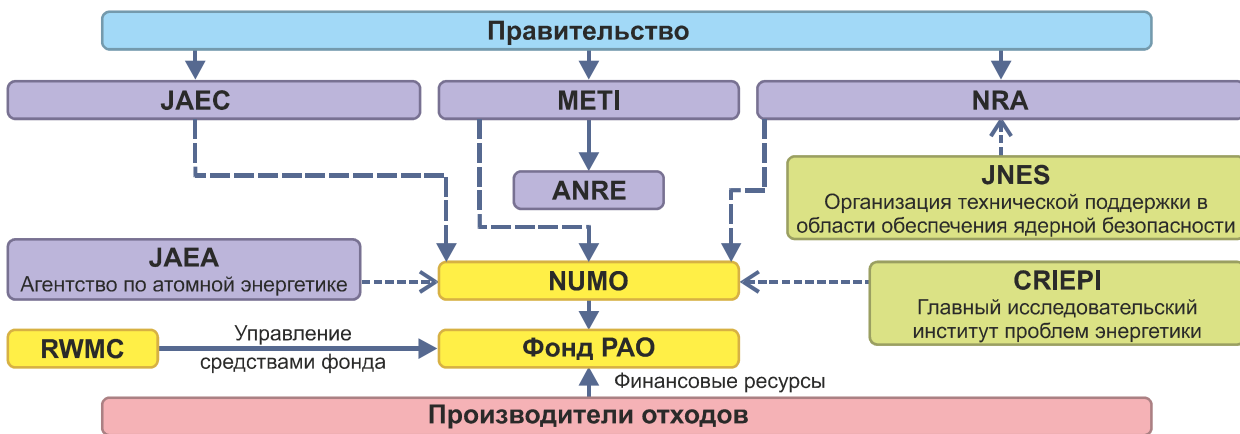 Правительство
JAEC
METI
NRA
ANRE
JNES
Организация технической поддержки в
области обеспечения ядерной безопасности
JAEA
Агентство по атомной энергетике
NUMO
CRIEPI
Главный исследовательский
институт проблем энергетики
RWMC
Управление
средствами фонда
Фонд РАО
Финансовые ресурсы
Производители отходов